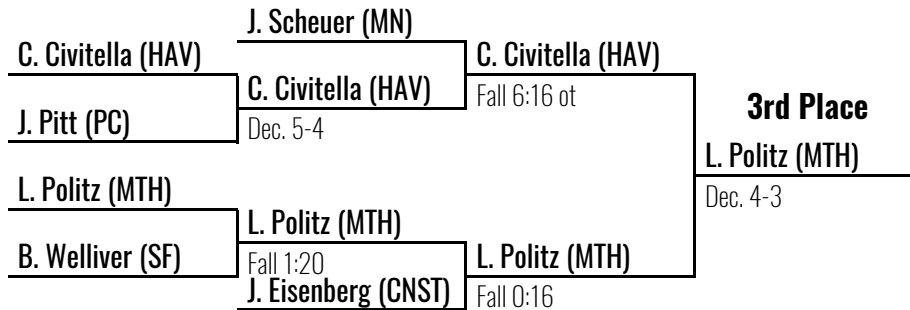 J. Scheuer (MN)
C. Civitella (HAV)
C. Civitella (HAV)
C. Civitella (HAV)
Fall 6:16 ot
3rd Place
J. Pitt (PC)
Dec. 5-4
L. Politz (MTH)
Dec. 4-3
L. Politz (MTH)
L. Politz (MTH)
B. Welliver (SF)
Fall 1:20
L. Politz (MTH)
J. Eisenberg (CNST)
Fall 0:16